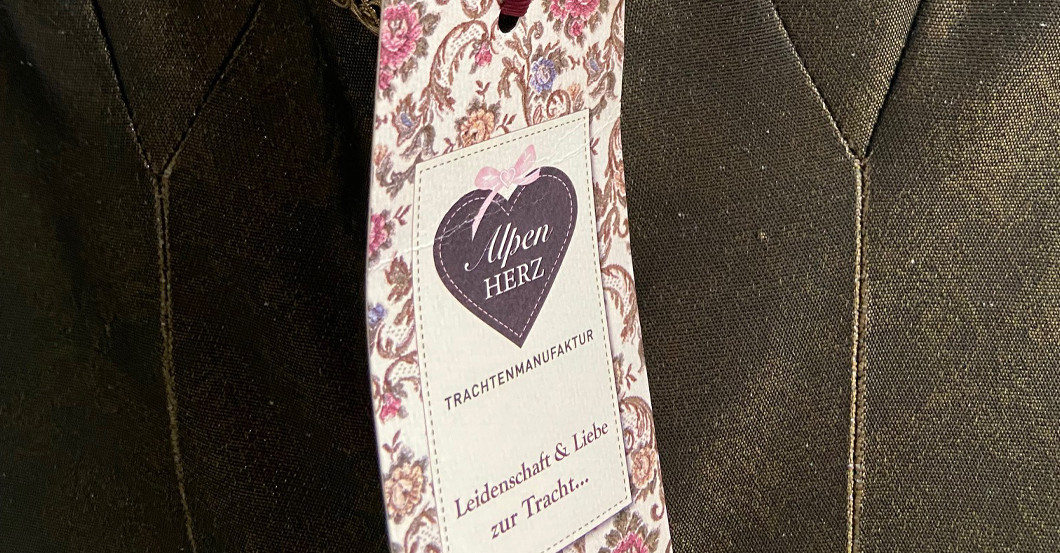 Alpen
HERZ
TRACHTENMANUFAKTUR
Leidenschaft & Liebe
zur Tracht...